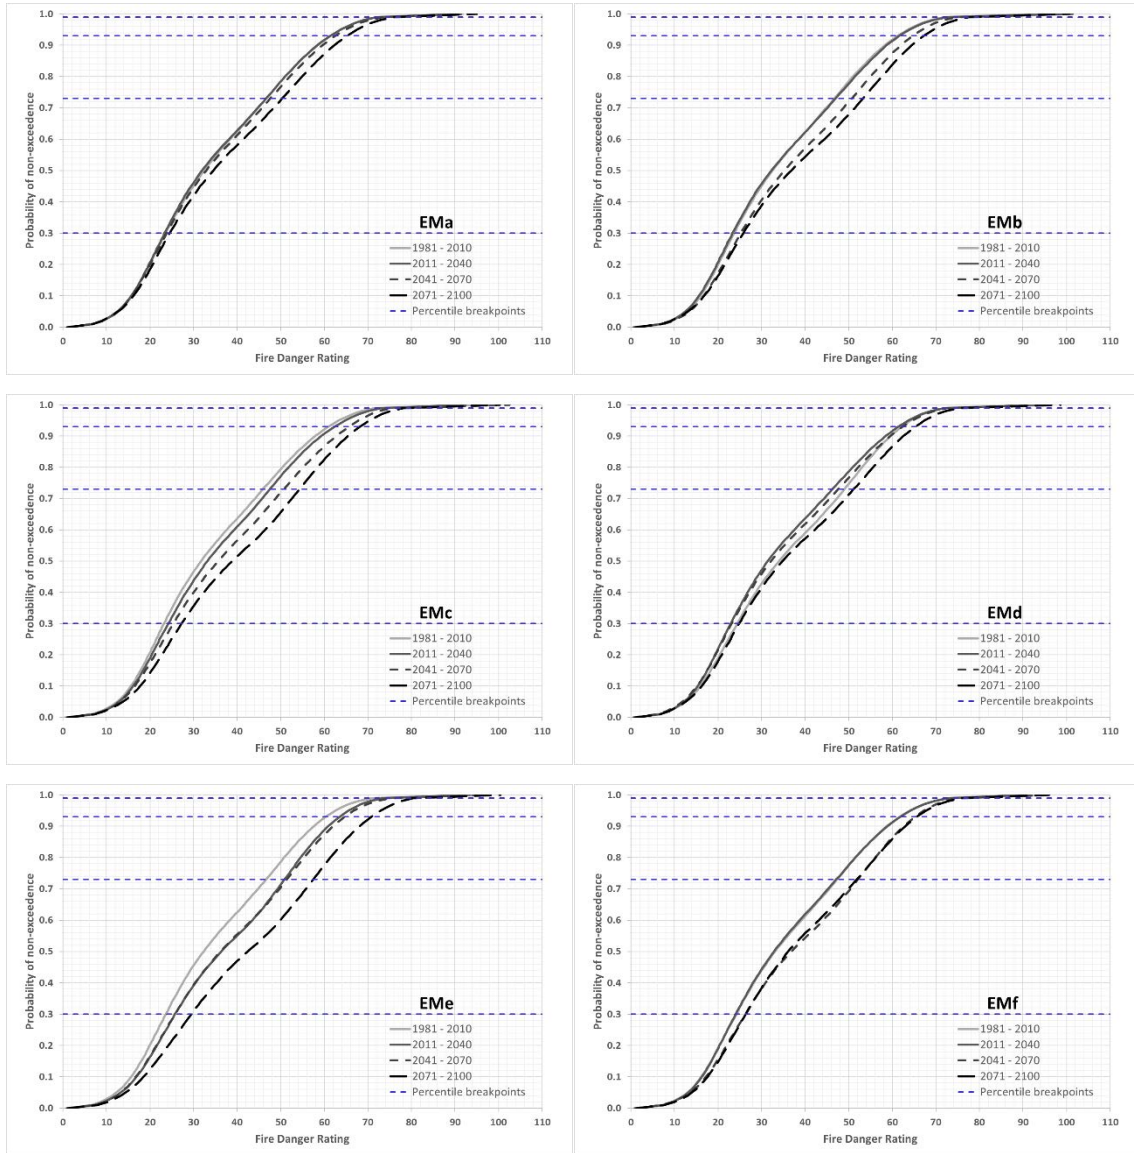 Probability of non-exceedence
1.0
0.9
0.8
0.7
0.6
0.5
0.4
0.3
0.2
0.1
0.0
EMa
1981 - 2010
2011 - 2040
2041 - 2070
2071 - 2100
Percentile breakpoints
0 10 20 30 40 50 60 70 80 90 100 110
Fire Danger Rating
Probability of non-exceedence
1.0
0.9
0.8
0.7
0.6
0.5
0.4
0.3
0.2
0.1
0.0
EMb
1981 - 2010
2011 - 2040
2041 - 2070
2071 - 2100
Percentile breakpoints
0 10 20 30 40 50 60 70 80 90 100 110
Fire Danger Rating
Probability of non-exceedence
1.0
0.9
0.8
0.7
0.6
0.5
0.4
0.3
0.2
0.1
0.0
EMc
1981 - 2010
2011 - 2040
2041 - 2070
2071 - 2100
Percentile breakpoints
0 10 20 30 40 50 60 70 80 90 100 110
Fire Danger Rating
Probability of non-exceedence
1.0
0.9
0.8
0.7
0.6
0.5
0.4
0.3
0.2
0.1
0.0
EMd
1981 - 2010
2011 - 2040
2041 - 2070
2071 - 2100
Percentile breakpoints
0 10 20 30 40 50 60 70 80 90 100 110
Fire Danger Rating
Probability of non-exceedence
1.0
0.9
0.8
0.7
0.6
0.5
0.4
0.3
0.2
0.1
0.0
EMe
1981 - 2010
2011 - 2040
2041 - 2070
2071 - 2100
Percentile breakpoints
0 10 20 30 40 50 60 70 80 90 100 110
Fire Danger Rating
Probability of non-exceedence
1.0
0.9
0.8
0.7
0.6
0.5
0.4
0.3
0.2
0.1
0.0
EMf
1981 - 2010
2011 - 2040
2041 - 2070
2071 - 2100
Percentile breakpoints
0 10 20 30 40 50 60 70 80 90 100 110
Fire Danger Rating